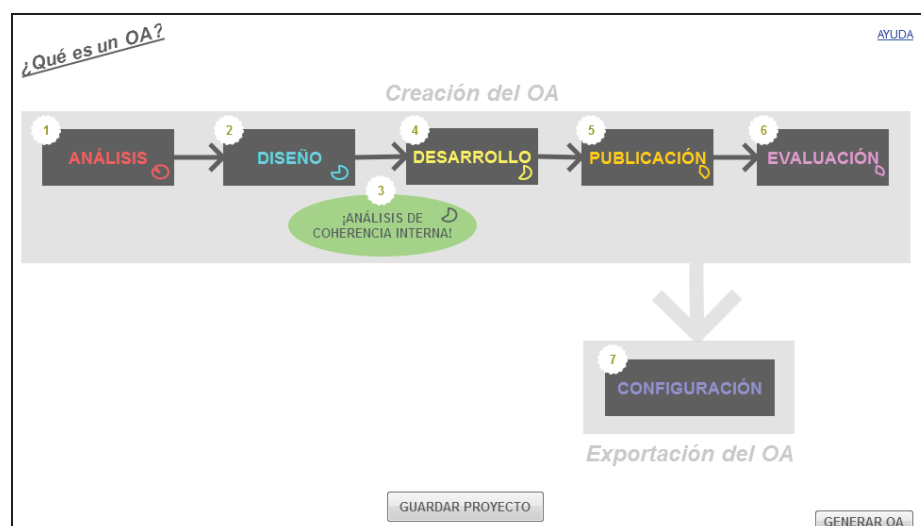 ¿Qué es un OA?
AYUDA
Creación del OA
1
ANÁLISIS
2
DISEÑO
3
¡ANÁLISIS DE
COHERENCIA INTERNA!
4
DESARROLLO
5
PUBLICACIÓN
6
EVALUACIÓN
7
CONFIGURACIÓN
Exportación del OA
GUARDAR PROYECTO
GENERAR OA